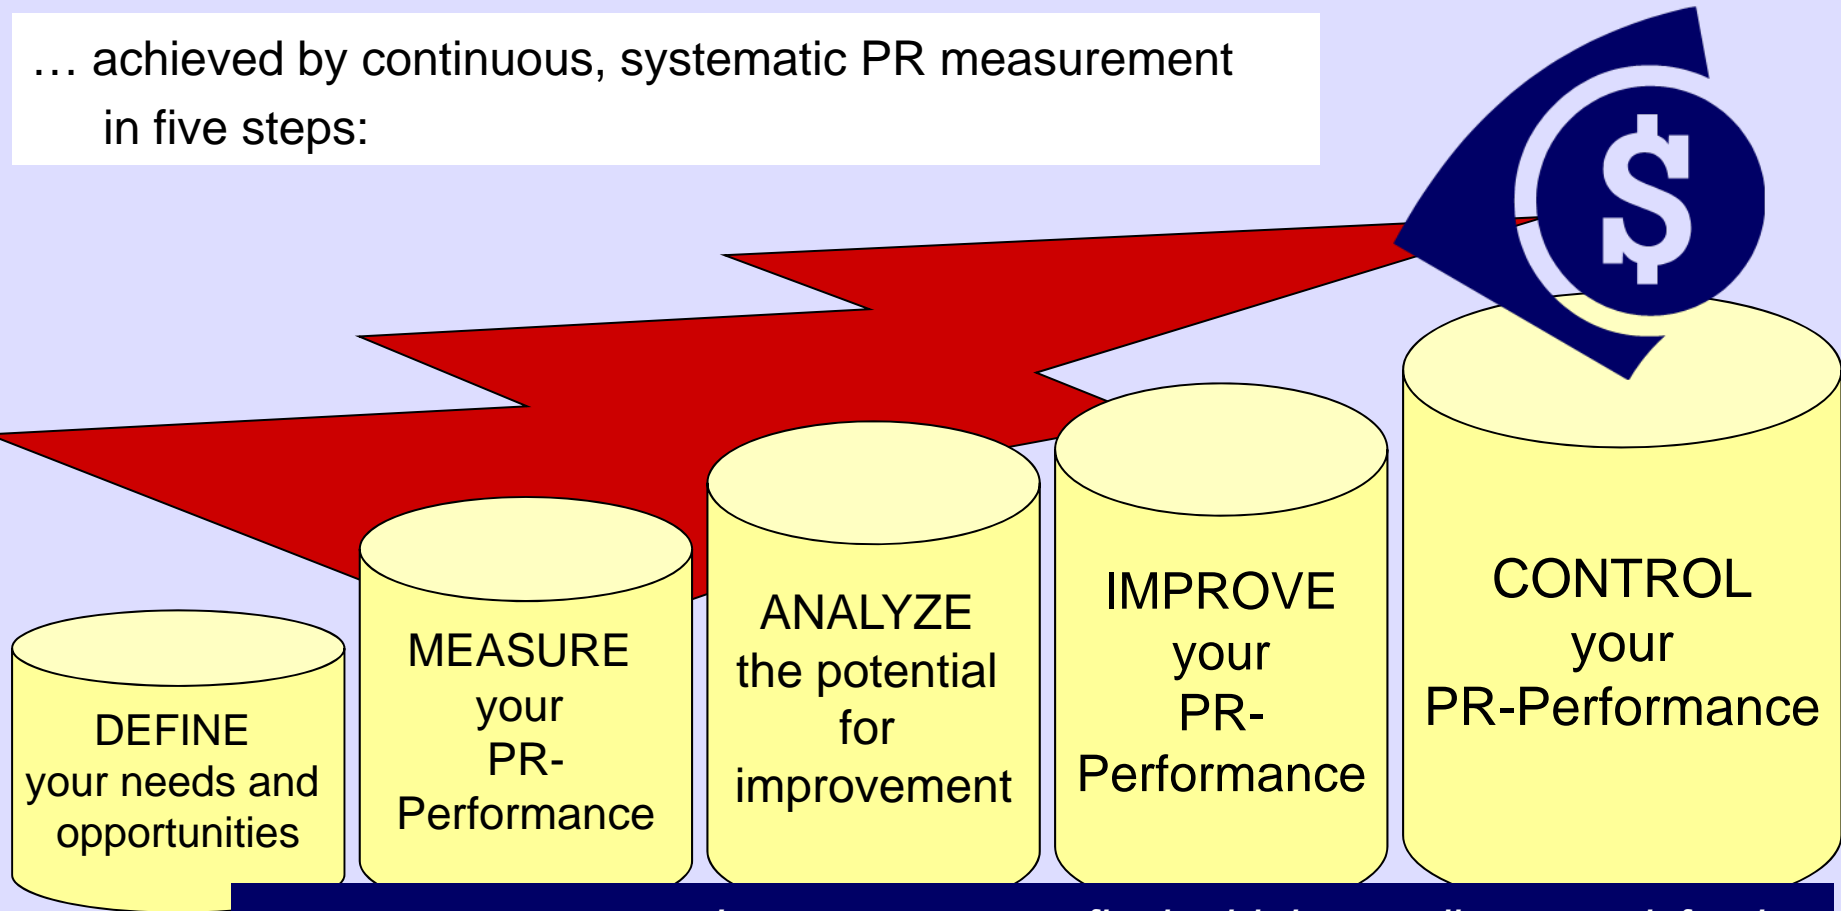 … achieved by continuous, systematic PR measurement
in five steps:
$
DEFINE
your needs and
opportunities
MEASURE
your
PR-
Performance
ANALYZE
the potential
for
improvement
IMPROVE
your
PR-
Performance
CONTROL
your
PR-Performance